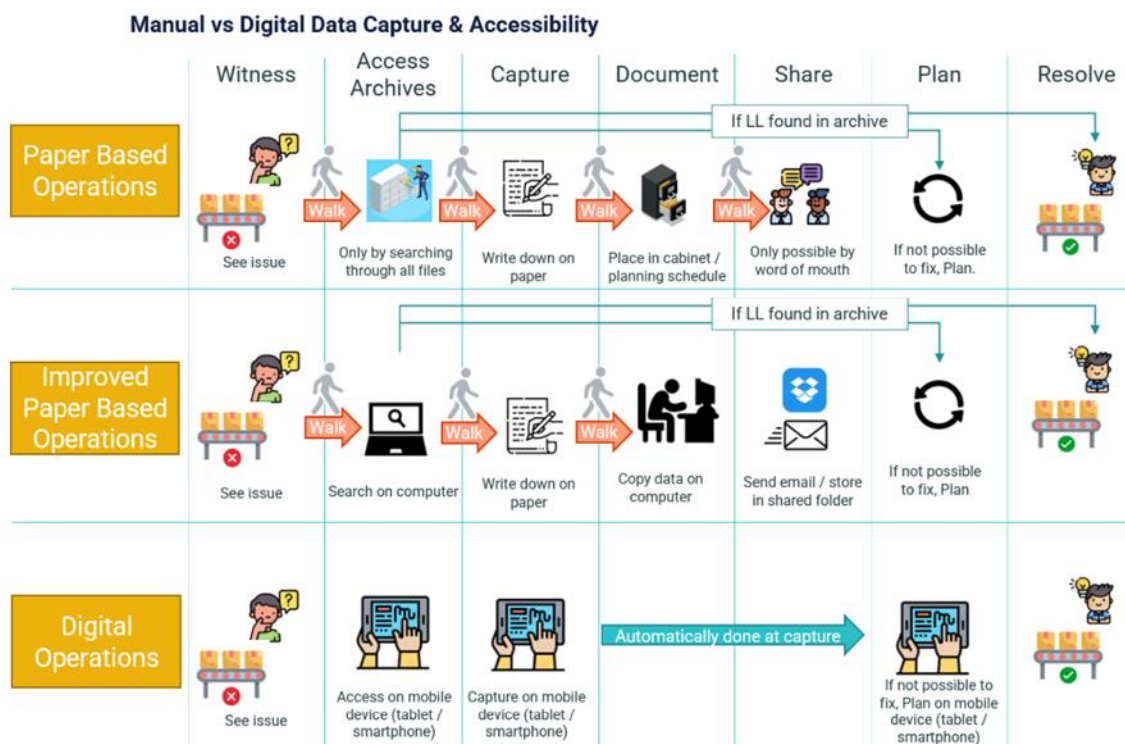 Manual vs Digital Data Capture & Accessibility
Witness
Access
Archives
Capture
Document
Share
Plan
Resolve
Paper Based
Operations
If LL found in archive
?
Walk
Walk
Walk
Walk
See issue
Only by searching
through all files
Write down on
paper
Place in cabinet /
planning schedule
Only possible by
word of mouth
If not possible
to fix, Plan.
Improved
Paper Based
Operations
If LL found in archive
?
Walk
Walk
Walk
See issue
Search on computer
Write down on
paper
Copy data on
computer
Send email / store
in shared folder
If not possible
to fix, Plan
Digital
Operations
?
Automatically done at capture
See issue
Access on mobile
device (tablet /
smartphone)
Capture on mobile
device (tablet /
smartphone)
If not possible to
fix, Plan on mobile
device (tablet /
smartphone)